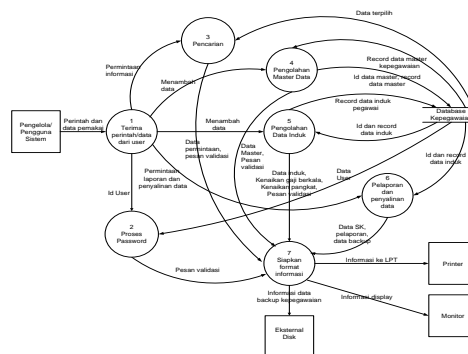 Data terpilih
3
Pencarian
Permintaan
informasi
Menambah
data
4
Pengolahan
Master Data
Record data master
kepegawaian
Id data master, record
data master
Record data induk
pegawai
Database
Kepegawaian
Pengelola/
Pengguna
Sistem
Perintah dan
data pemakai
1
Terima
perintah/data
dari user
Menambah
data
5
Pengolahan
Data Induk
Id dan record
data induk
Data
permintaan,
pesan validasi
Data
Master,
Pesan
validasi
Id dan record
data induk
Permintaan
laporan dan
penyalinan data
Data induk,
Kenaikan gaji berkala,
Kenaikan pangkat,
Pesan validasi
Data
User
6
Pelaporan
dan
penyalinan
data
Id User
2
Proses
Password
Data SK,
pelaporan,
data backup
Pesan validasi
7
Siapkan
format
informasi
Informasi ke LPT
Printer
Informasi data
backup kepegawaian
Informasi display
Monitor
Eksternal
Disk